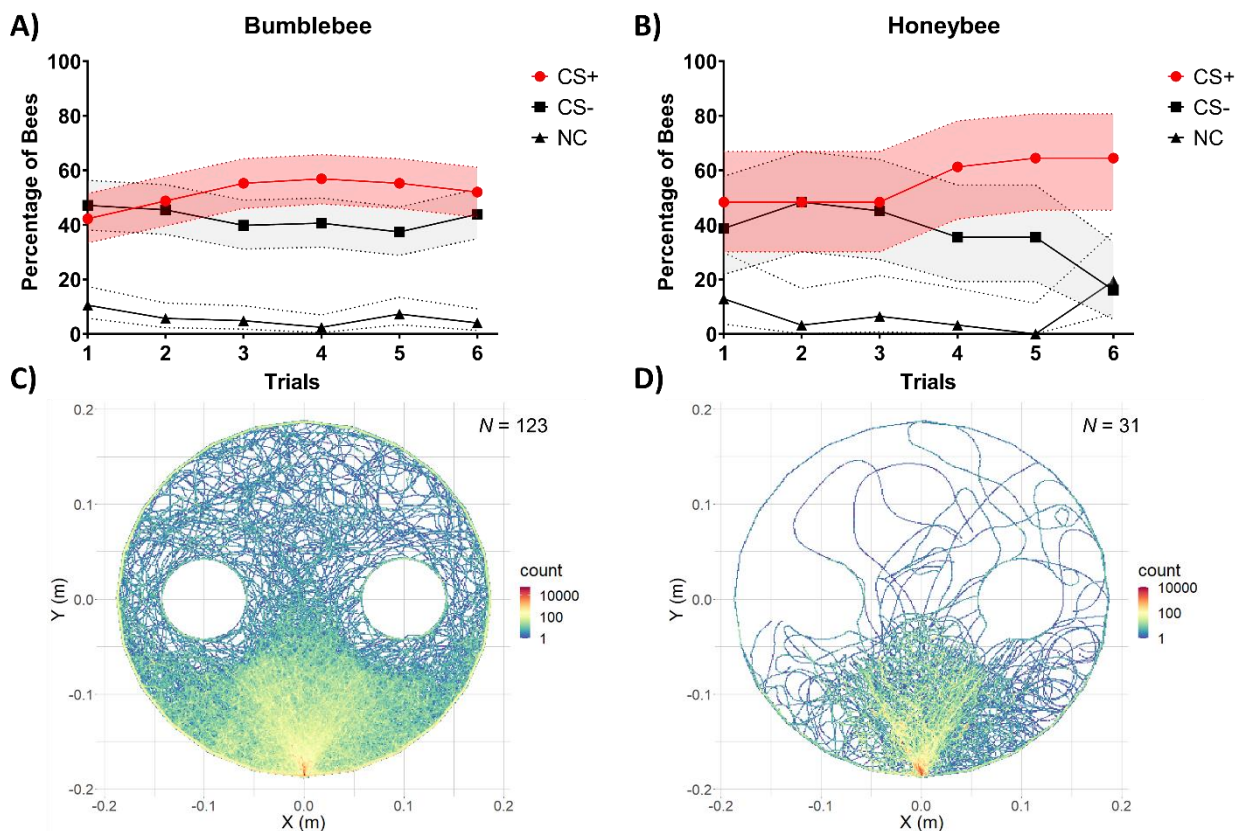 A)
Bumblebee
Percentage of Bees
100
80
60
40
20
0
1 2 3 4 5 6
Trials
CS+
CS-
NC
B)
Honeybee
Percentage of Bees
100
80
60
40
20
0
1 2 3 4 5 6
Trials
CS+
CS-
NC
C)
N = 123
Y (m)
0.2
0.1
0.0
-0.1
-0.2
-0.2 -0.1 0.0 0.1 0.2
X (m)
count
10000
100
1
D)
N = 31
Y (m)
0.2
0.1
0.0
-0.1
-0.2
-0.2 -0.1 0.0 0.1 0.2
X (m)
count
10000
100
1